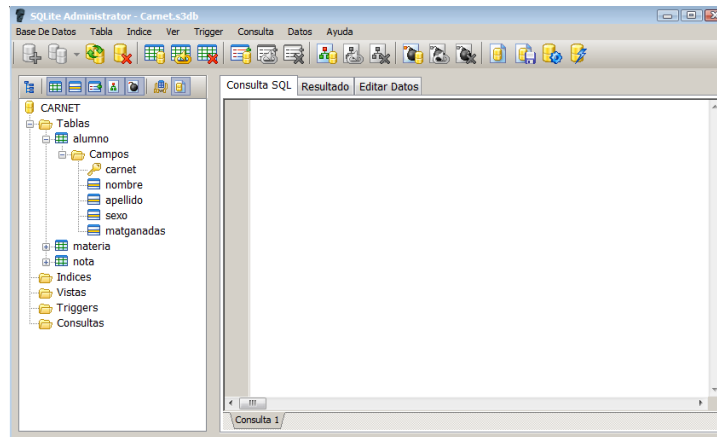 SQLite Administrator - Carnet.s3db
Base De Datos Tabla Indice Ver Trigger Consulta Datos Ayuda
Consulta SQL Resultado Editar Datos
CARNET
Tablas
alumno
Campos
carnet
nombre
apellido
sexo
matganadas
materia
nota
Indices
Vistas
Triggers
Consultas
Consulta 1